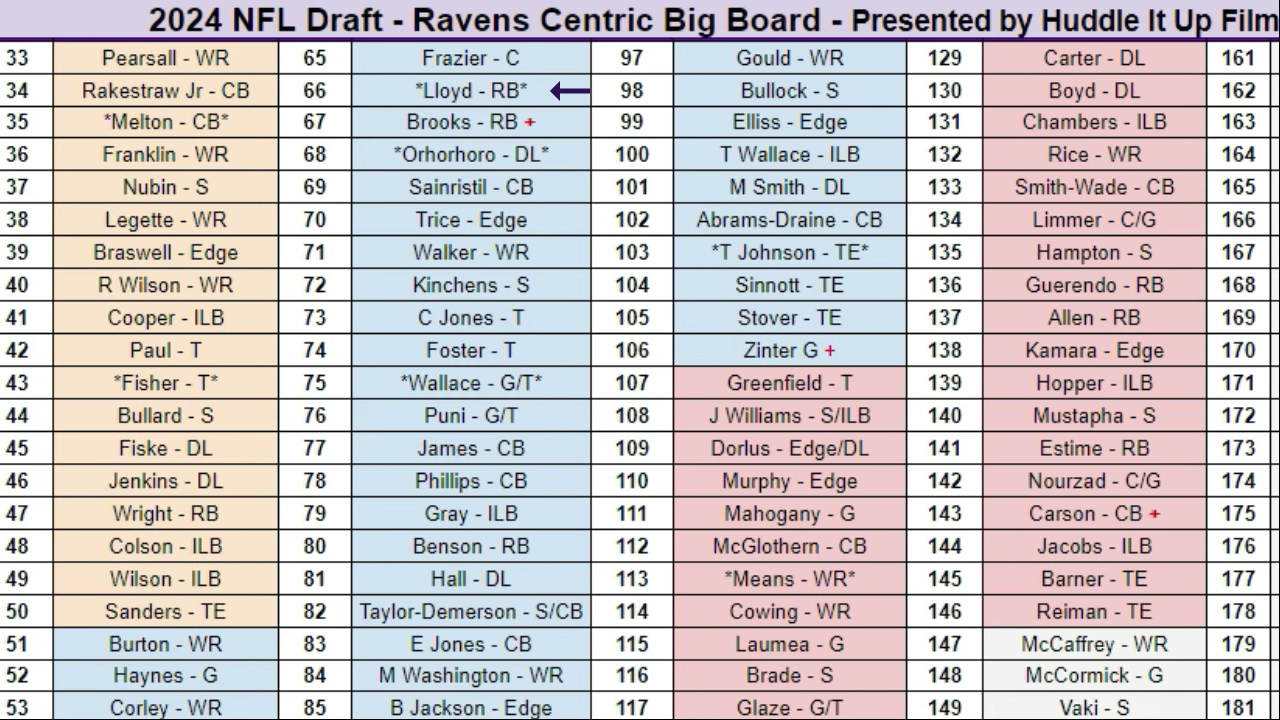 2024 NFL Draft - Ravens Centric Big Board - Presented by Huddle It Up Film
33 Pearsall - WR 65 Frazier - C 97 Gould - WR 129 Carter - DL 161
34 Rakestraw Jr - CB 66 *Lloyd - RB* 98 Bullock - S 130 Boyd - DL 162
35 *Melton - CB* 67 Brooks - RB + 99 Elliss - Edge 131 Chambers - ILB 163
36 Franklin - WR 68 *Orhorhoro - DL* 100 T Wallace - ILB 132 Rice - WR 164
37 Nubin - S 69 Sainristil - CB 101 M Smith - DL 133 Smith-Wade - CB 165
38 Legette - WR 70 Trice - Edge 102 Abrams-Draine - CB 134 Limmer - C/G 166
39 Braswell - Edge 71 Walker - WR 103 *T Johnson - TE* 135 Hampton - S 167
40 R Wilson - WR 72 Kinchens - S 104 Sinnott - TE 136 Guerendo - RB 168
41 Cooper - ILB 73 C Jones - T 105 Stover - TE 137 Allen - RB 169
42 Paul - T 74 Foster - T 106 Zinter G + 138 Kamara - Edge 170
43 *Fisher - T* 75 *Wallace - G/T* 107 Greenfield - T 139 Hopper - ILB 171
44 Bullard - S 76 Puni - G/T 108 J Williams - S/ILB 140 Mustapha - S 172
45 Fiske - DL 77 James - CB 109 Dorlus - Edge/DL 141 Estime - RB 173
46 Jenkins - DL 78 Phillips - CB 110 Murphy - Edge 142 Nourzad - C/G 174
47 Wright - RB 79 Gray - ILB 111 Mahogany - G 143 Carson - CB + 175
48 Colson - ILB 80 Benson - RB 112 McGlothern - CB 144 Jacobs - ILB 176
49 Wilson - ILB 81 Hall - DL 113 *Means - WR* 145 Barner - TE 177
50 Sanders - TE 82 Taylor-Demerson - S/CB 114 Cowing - WR 146 Reiman - TE 178
51 Burton - WR 83 E Jones - CB 115 Laumea - G 147 McCaffrey - WR 179
52 Haynes - G 84 M Washington - WR 116 Brade - S 148 McCormick - G 180
53 Corley - WR 85 B Jackson - Edge 117 Glaze - G/T 149 Vaki - S 181